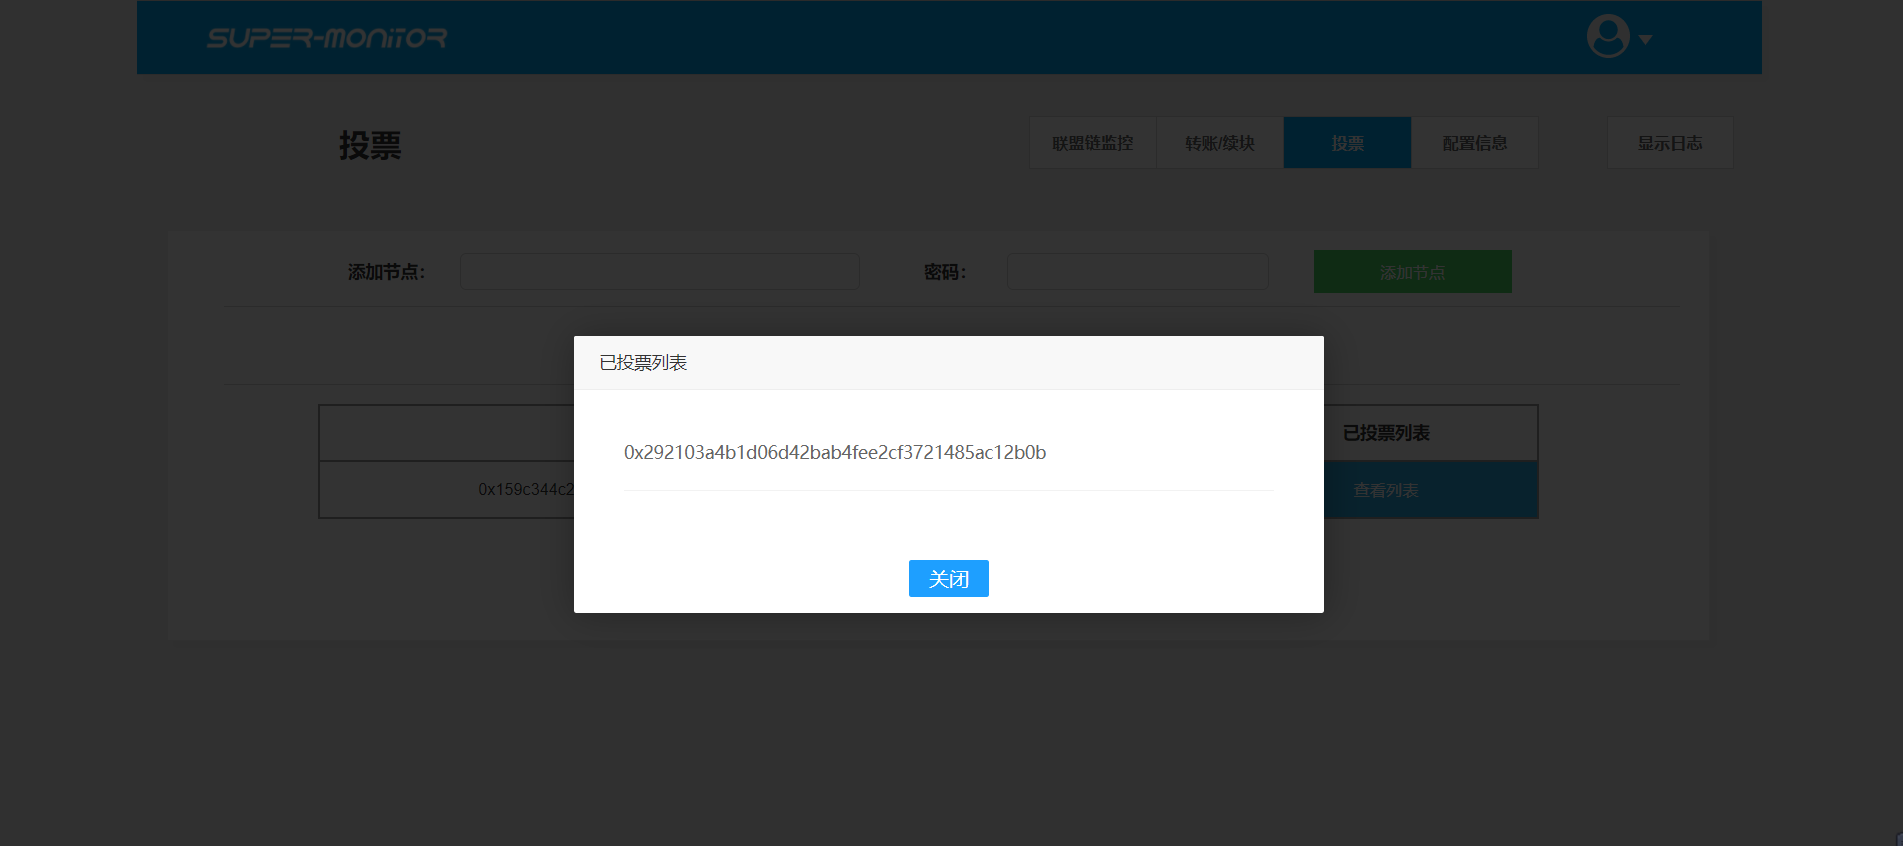 SUPER-MONITOR
投票
联盟链监控
转账/续块
投票
配置信息
显示日志
添加节点：
密码：
添加节点
已投票列表
0x292103a4b1d06d42bab4fee2cf3721485ac12b0b
关闭
已投票列表
0x159c344c2
查看列表